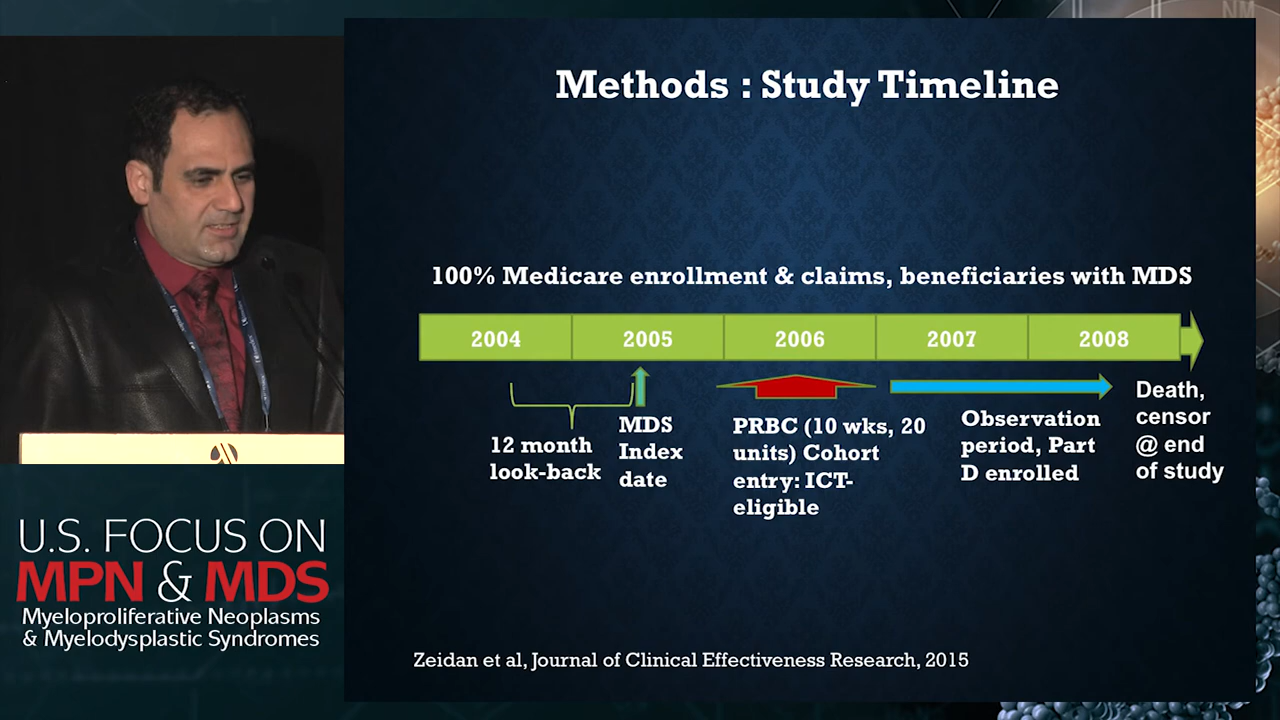 Methods : Study Timeline
100% Medicare enrollment & claims, beneficiaries with MDS
2004 2005 2006 2007 2008
12 month
look-back
MDS
Index
date
PRBC (10 wks, 20
units) Cohort
entry: ICT-
eligible
Observation
period, Part
D enrolled
Death,
censor
@ end
of study
Zeidan et al, Journal of Clinical Effectiveness Research, 2015
U.S. FOCUS ON
MPN & MDS
Myeloproliferative Neoplasms
& Myelodysplastic Syndromes
NM